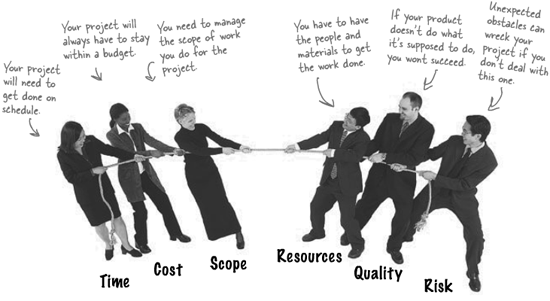 Your project
will need to
get done on
schedule.
Your project will
always have to stay
within a budget.
You need to manage
the scope of work
you do for the
project.
You have to have
the people and
materials to get
the work done.
If your product
doesn't do what
it's supposed to do,
you wont succeed.
Unexpected
obstacles can
wreck your
project if you
don't deal with
this one.
Time
Cost
Scope
Resources
Quality
Risk